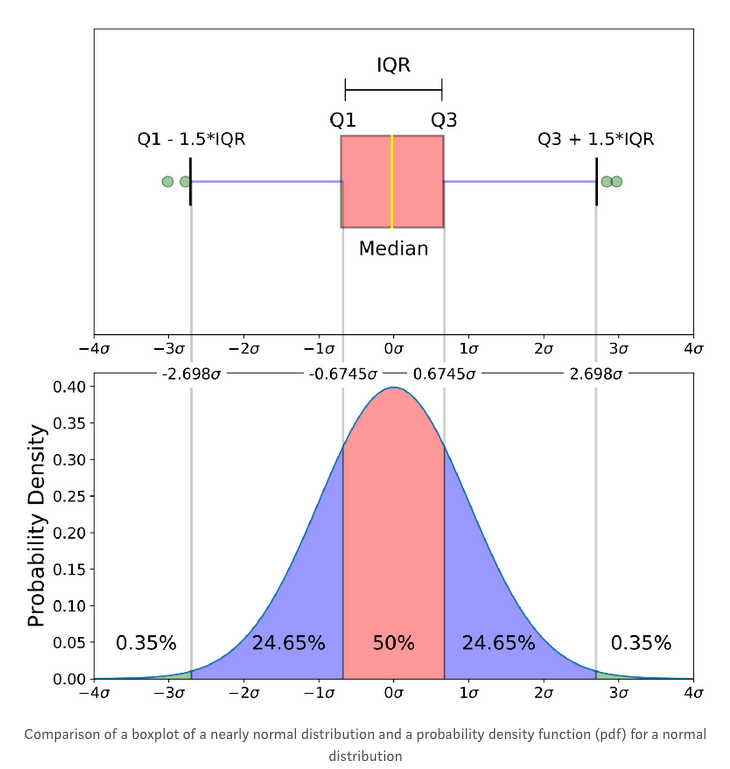 IQR
Q1 Q3
Q1 - 1.5*IQR Q3 + 1.5*IQR
Median
−4σ −3σ −2σ −1σ 0σ 1σ 2σ 3σ 4σ
-2.698σ -0.6745σ 0.6745σ 2.698σ
0.40
0.35
0.30
0.25
0.20
0.15
0.10
0.05
0.00
Probability Density
0.35% 24.65% 50% 24.65% 0.35%
−4σ −3σ −2σ −1σ 0σ 1σ 2σ 3σ 4σ
Comparison of a boxplot of a nearly normal distribution and a probability density function (pdf) for a normal
distribution